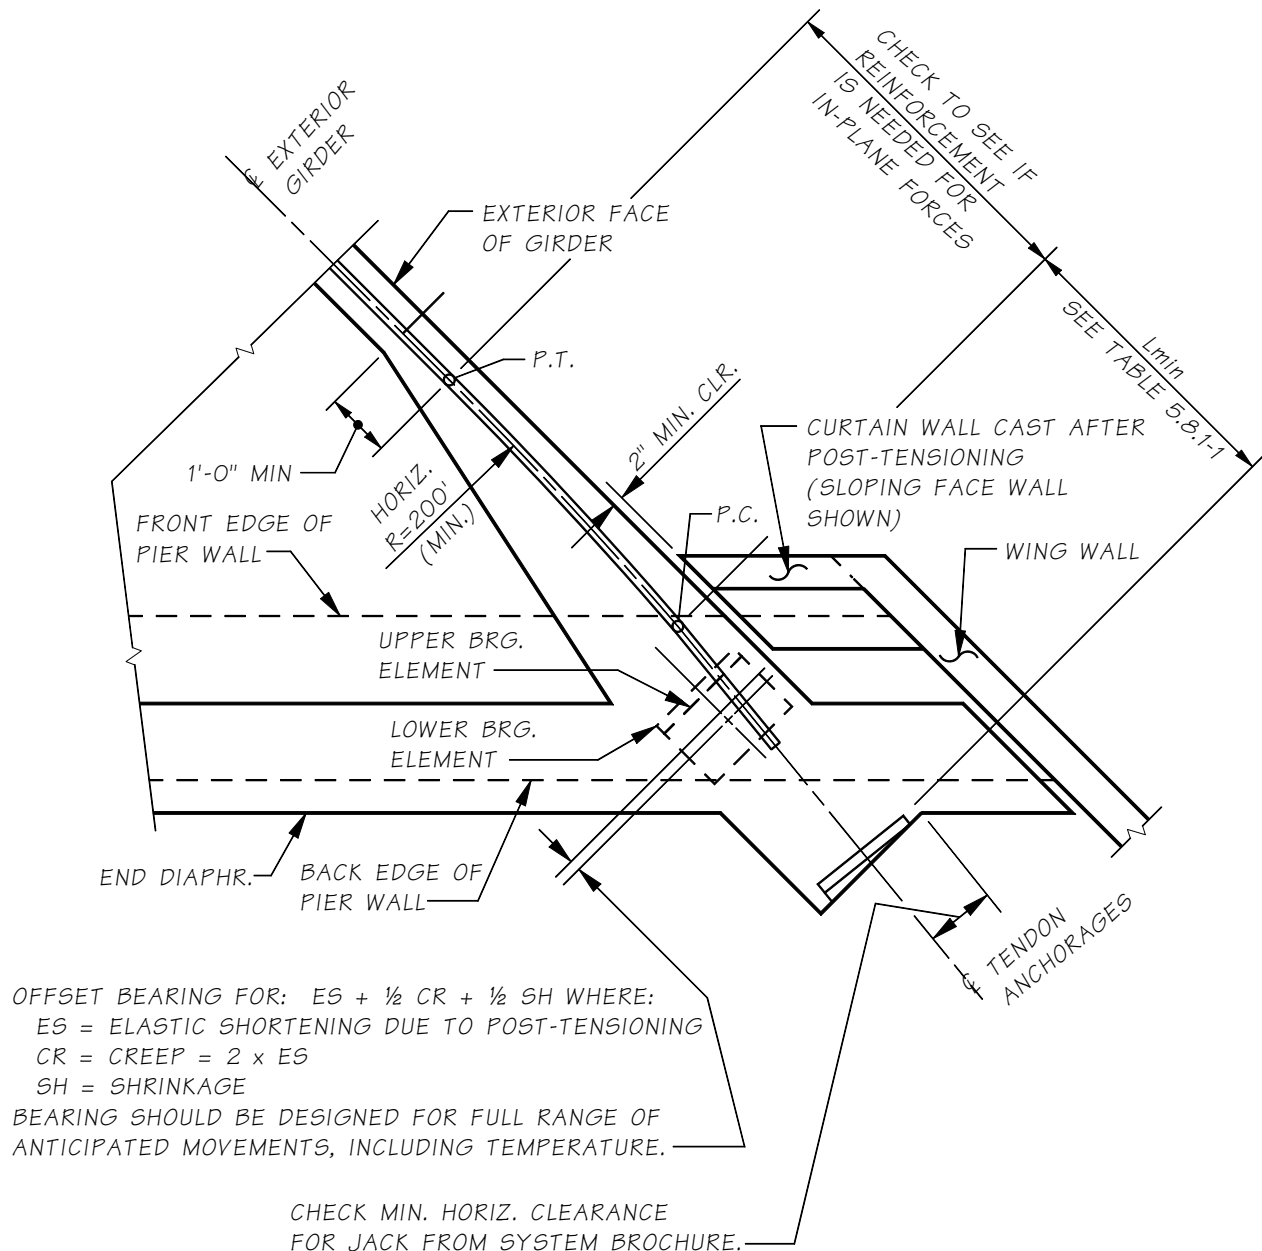 CHECK TO SEE IF
REINFORCEMENT
IS NEEDED FOR
IN-PLANE FORCES
℄ EXTERIOR
GIRDER
EXTERIOR FACE
OF GIRDER
Lmin
SEE TABLE 5.8.1-1
P.T.
2" MIN. CLR.
1'-0" MIN
HORIZ.
R=200'
(MIN.)
CURTAIN WALL CAST AFTER
POST-TENSIONING
(SLOPING FACE WALL
SHOWN)
FRONT EDGE OF
PIER WALL
P.C.
WING WALL
UPPER BRG.
ELEMENT
LOWER BRG.
ELEMENT
END DIAPHR.
BACK EDGE OF
PIER WALL
℄ TENDON
ANCHORAGES
OFFSET BEARING FOR: ES + ½ CR + ½ SH WHERE:
ES = ELASTIC SHORTENING DUE TO POST-TENSIONING
CR = CREEP = 2 x ES
SH = SHRINKAGE
BEARING SHOULD BE DESIGNED FOR FULL RANGE OF
ANTICIPATED MOVEMENTS, INCLUDING TEMPERATURE.
CHECK MIN. HORIZ. CLEARANCE
FOR JACK FROM SYSTEM BROCHURE.